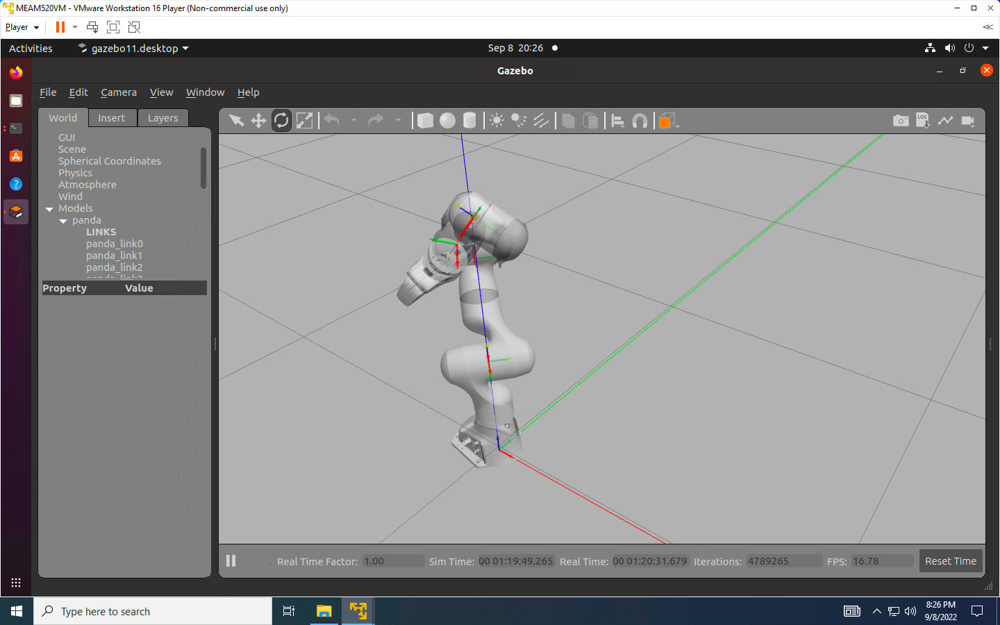 MEAM520VM - VMware Workstation 16 Player (Non-commercial use only)
Player
Activities
gazebo11.desktop
Sep 8 20:26
Gazebo
File Edit Camera View Window Help
World Insert Layers
GUI
Scene
Spherical Coordinates
Physics
Atmosphere
Wind
Models
panda
LINKS
panda_link0
panda_link1
panda_link2
Property Value
LOG
Real Time Factor: 1.00 Sim Time: 00 01:19:49.265 Real Time: 00 01:20:31.679 Iterations: 4789265 FPS: 16.78 Reset Time
Type here to search
8:26 PM
9/8/2022